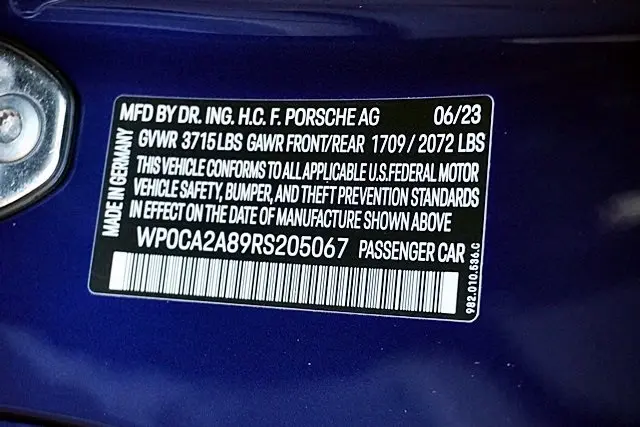 MFD BY DR. ING. H.C. F. PORSCHE AG 06/23
GVWR 3715 LBS GAWR FRONT/REAR 1709 / 2072 LBS
THIS VEHICLE CONFORMS TO ALL APPLICABLE U.S. FEDERAL MOTOR
VEHICLE SAFETY, BUMPER, AND THEFT PREVENTION STANDARDS
IN EFFECT ON THE DATE OF MANUFACTURE SHOWN ABOVE
WP0CA2A89RS205067 PASSENGER CAR
MADE IN GERMANY
982.010.536.C